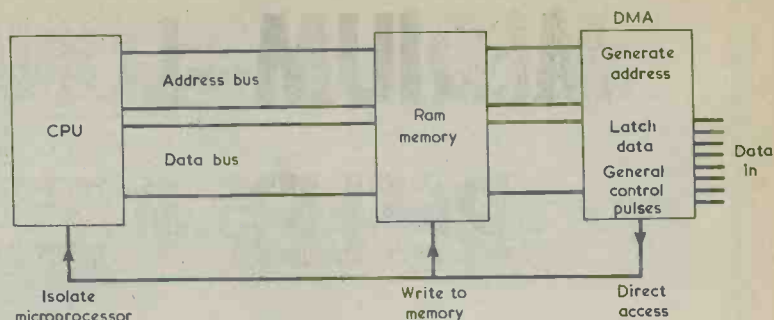 DMA
Generate
address
Address bus
CPU
Ram
memory
Latch
data
Data
in
Data bus
General
control
pulses
Isolate
microprocessor
Write to
memory
Direct
access